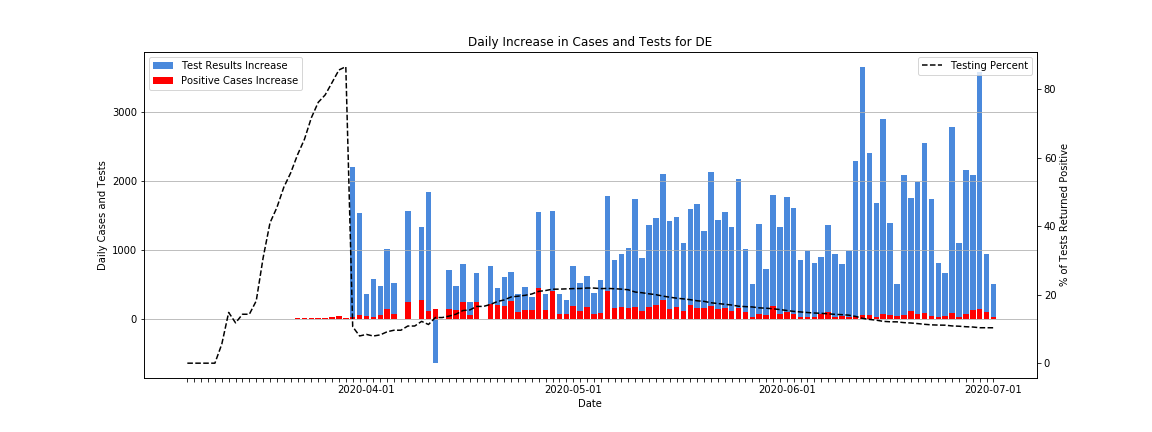 Daily Increase in Cases and Tests for DE
Test Results Increase
Positive Cases Increase
Testing Percent
Daily Cases and Tests
3000
2000
1000
0
% of Tests Returned Positive
80
60
40
20
0
2020-04-01
2020-05-01
2020-06-01
2020-07-01
Date